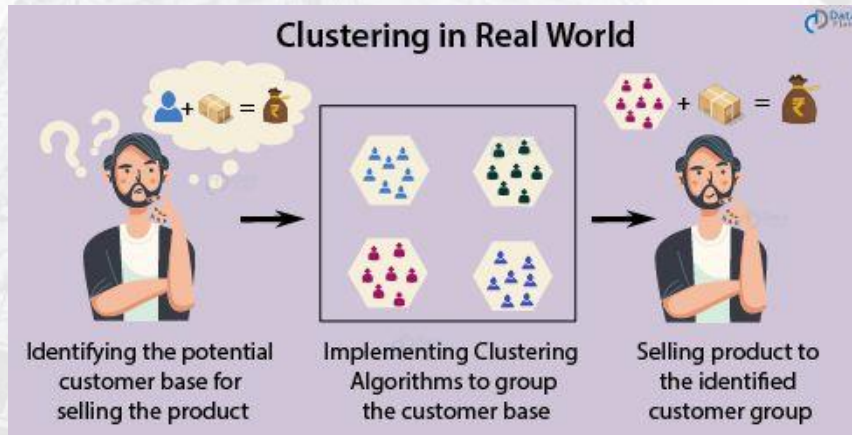 Clustering in Real World
Data
+ = ₹
+ = ₹
? ?
Identifying the potential
customer base for
selling the product
Implementing Clustering
Algorithms to group
the customer base
Selling product to
the identified
customer group